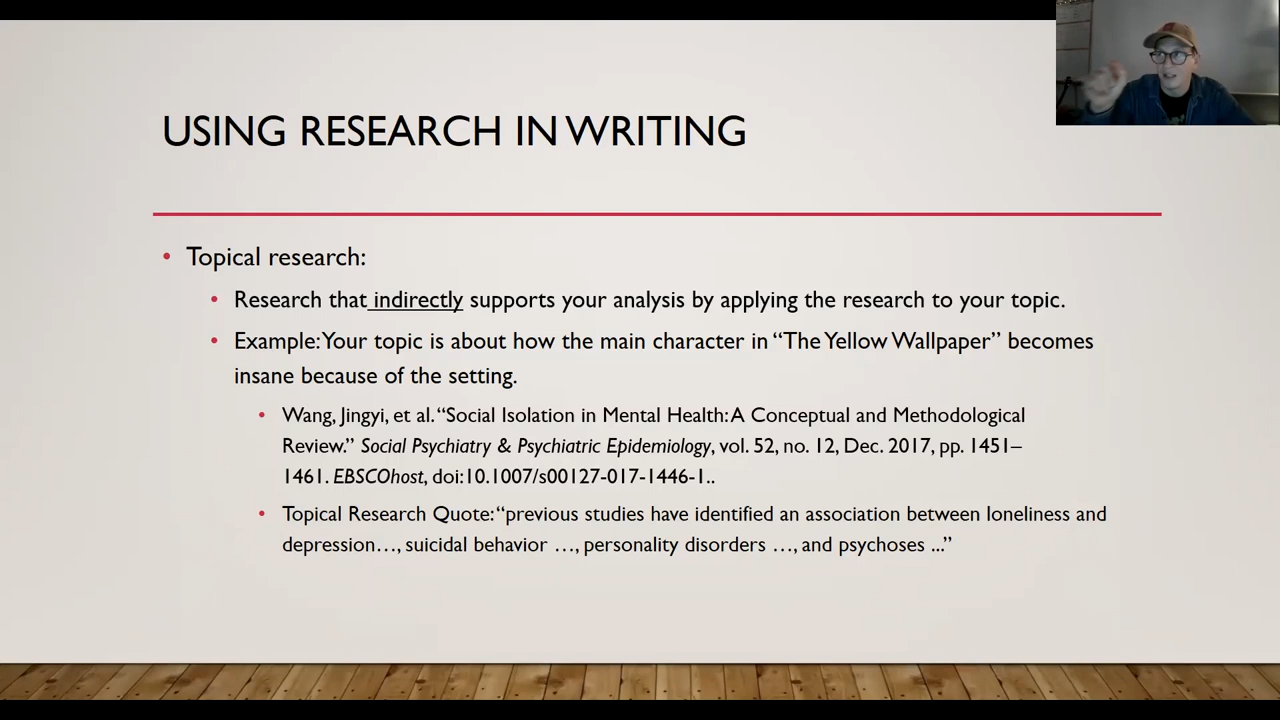 USING RESEARCH IN WRITING
• Topical research:
• Research that indirectly supports your analysis by applying the research to your topic.
• Example: Your topic is about how the main character in “The Yellow Wallpaper” becomes
insane because of the setting.
• Wang, Jingyi, et al. “Social Isolation in Mental Health: A Conceptual and Methodological
Review.” Social Psychiatry & Psychiatric Epidemiology, vol. 52, no. 12, Dec. 2017, pp. 1451–
1461. EBSCOhost, doi:10.1007/s00127-017-1446-1..
• Topical Research Quote: “previous studies have identified an association between loneliness and
depression…, suicidal behavior …, personality disorders …, and psychoses ...”